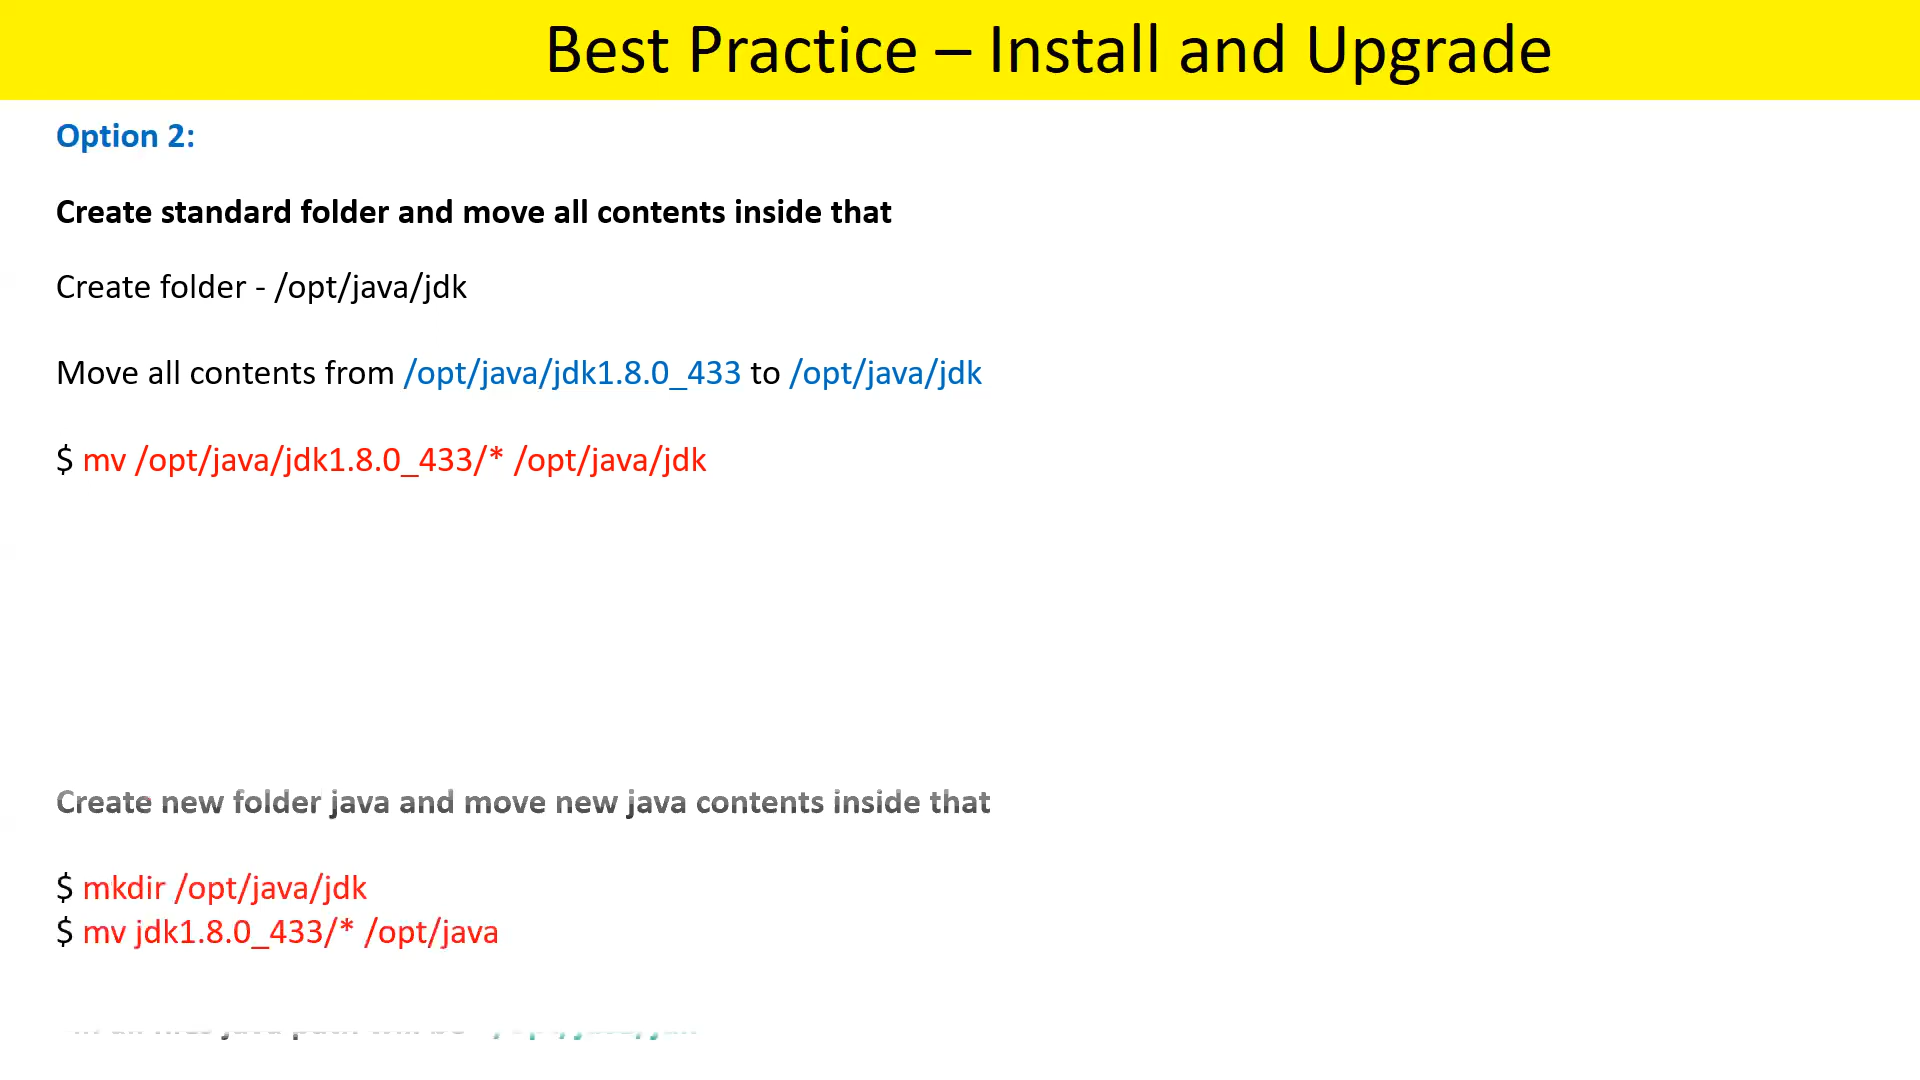 Best Practice – Install and Upgrade
Option 2:
Create standard folder and move all contents inside that
Create folder - /opt/java/jdk
Move all contents from /opt/java/jdk1.8.0_433 to /opt/java/jdk
$ mv /opt/java/jdk1.8.0_433/* /opt/java/jdk
Create new folder java and move new java contents inside that
$ mkdir /opt/java/jdk
$ mv jdk1.8.0_433/* /opt/java